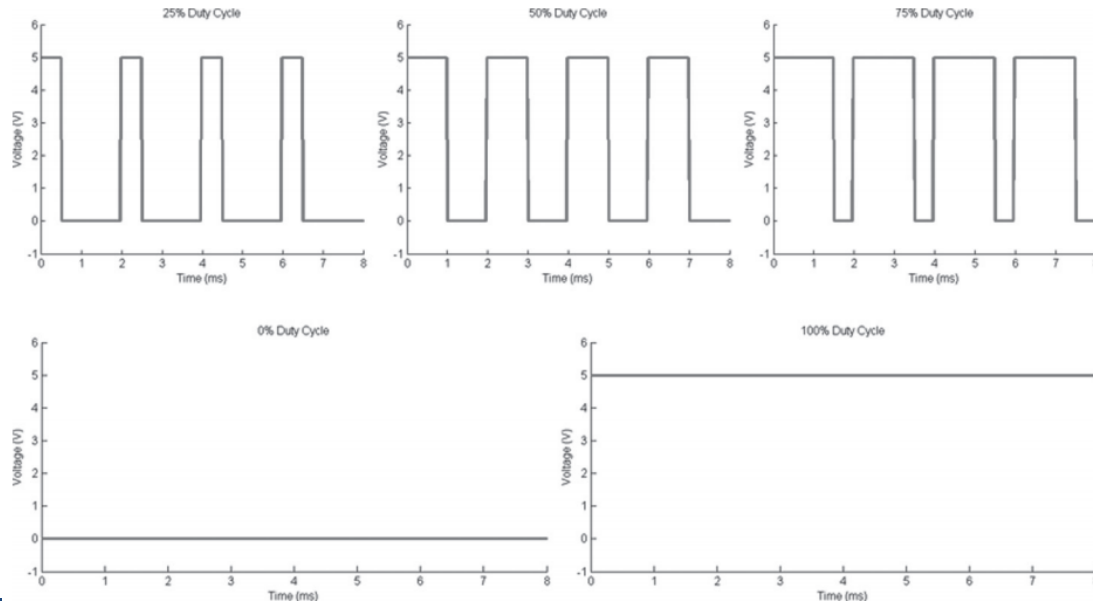 25% Duty Cycle
6
5
4
3
2
1
0
-1
Voltage (V)
0 1 2 3 4 5 6 7 8
Time (ms)
50% Duty Cycle
6
5
4
3
2
1
0
-1
Voltage (V)
0 1 2 3 4 5 6 7 8
Time (ms)
75% Duty Cycle
6
5
4
3
2
1
0
-1
Voltage (V)
0 1 2 3 4 5 6 7
Time (ms)
0% Duty Cycle
6
5
4
3
2
1
0
-1
Voltage (V)
0 1 2 3 4 5 6 7 8
Time (ms)
100% Duty Cycle
6
5
4
3
2
1
0
-1
Voltage (V)
0 1 2 3 4 5 6 7
Time (ms)